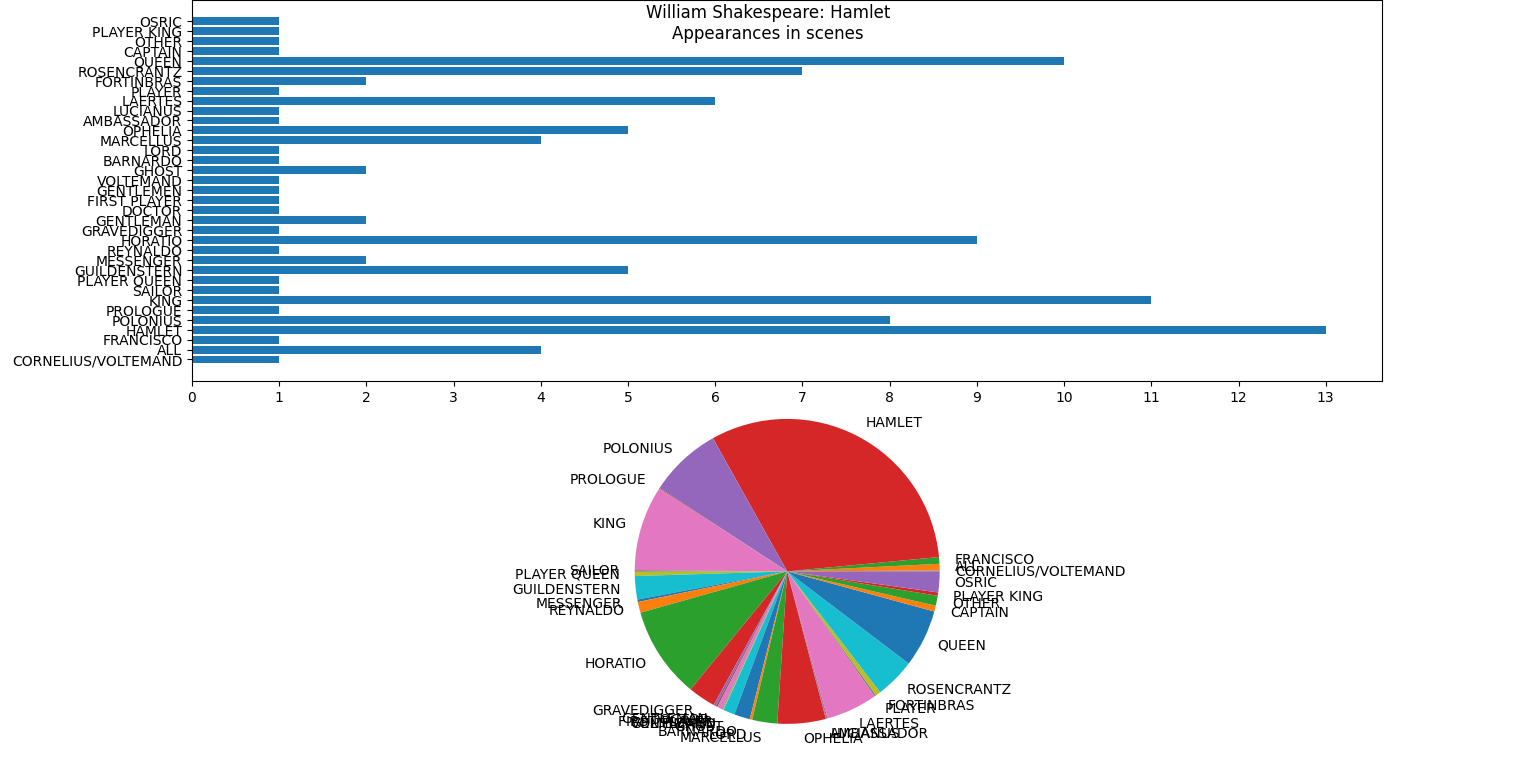 William Shakespeare: Hamlet
Appearances in scenes
OSRIC
PLAYER KING
OTHER
CAPTAIN
QUEEN
ROSENCRANTZ
FORTINBRAS
PLAYER
LAERTES
LUCIANUS
AMBASSADOR
OPHELIA
MARCELLUS
LORD
BARNARDO
GHOST
VOLTEMAND
GENTLEMEN
FIRST PLAYER
DOCTOR
GENTLEMAN
GRAVEDIGGER
HORATIO
REYNALDO
MESSENGER
GUILDENSTERN
PLAYER QUEEN
SAILOR
KING
PROLOGUE
POLONIUS
HAMLET
FRANCISCO
ALL
CORNELIUS/VOLTEMAND
0 1 2 3 4 5 6 7 8 9 10 11 12 13
HAMLET
POLONIUS
PROLOGUE
KING
FRANCISCO
ALL
CORNELIUS/VOLTEMAND
SAILOR
PLAYER QUEEN
OSRIC
GUILDENSTERN
PLAYER KING
MESSENGER
OTHER
REYNALDO
CAPTAIN
QUEEN
HORATIO
ROSENCRANTZ
FORTINBRAS
PLAYER
GRAVEDIGGER
LAERTES
BARNARDO
LORD
LUCIANUS
AMBASSADOR
MARCELLUS
OPHELIA